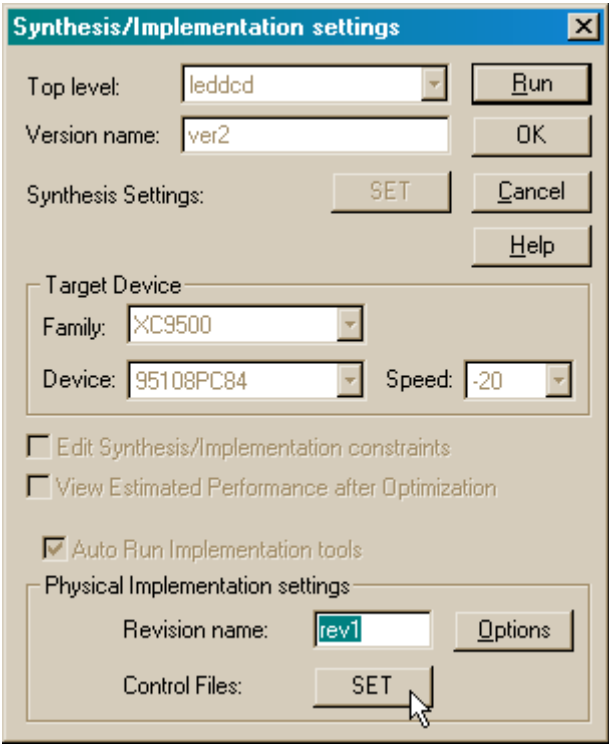 Synthesis/Implementation settings
Top level: leddcd Run
Version name: ver2 OK
Synthesis Settings: SET Cancel
Help
Target Device
Family: XC9500
Device: 95108PC84 Speed: -20
Edit Synthesis/Implementation constraints
View Estimated Performance after Optimization
Auto Run Implementation tools
Physical Implementation settings
Revision name: rev1 Options
Control Files: SET